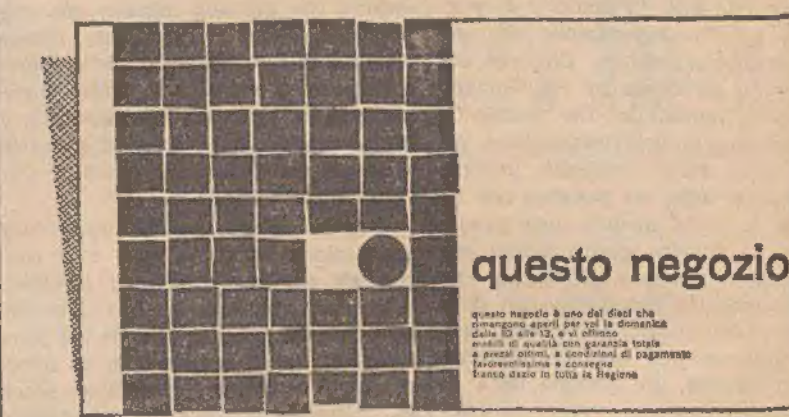 questo negozio
questo negozio è uno dei dieci che
rimangono aperti per voi la domenica
dalle 10 alle 13, e vi offrono
mobili di qualità con garanzia totale
a prezzi ottimi, a condizioni di pagamento
favorevolissime e consegne
franco dazio in tutta la Regione